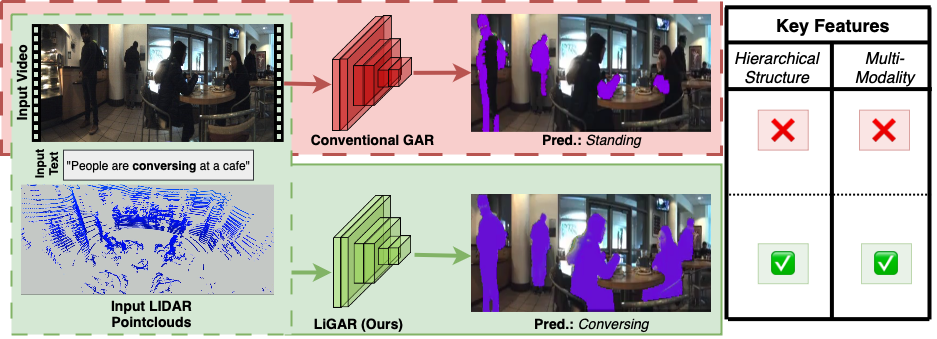 Input Video
Conventional GAR
Pred.: Standing
Input
Text
"People are conversing at a cafe"
Input LIDAR
Pointclouds
LiGAR (Ours)
Pred.: Conversing
Key Features
Hierarchical
Structure
Multi-
Modality